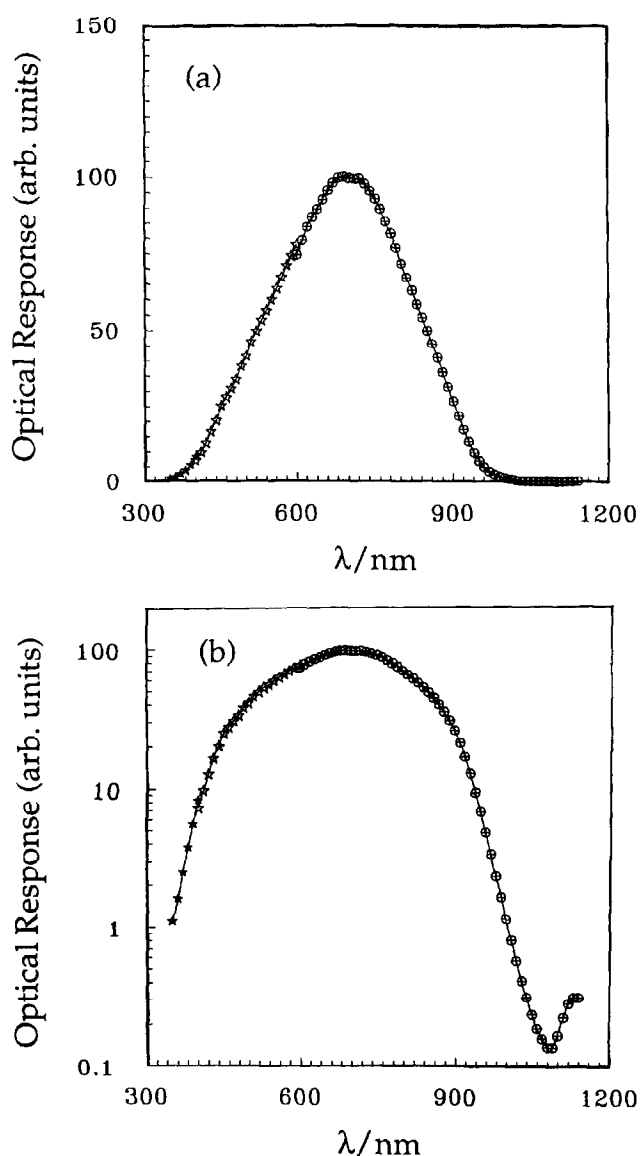 150
(a)
100
50
0
300 600 900 1200
λ/nm
Optical Response (arb. units)
(b)
100
10
1
0.1
300 600 900 1200
λ/nm
Optical Response (arb. units)